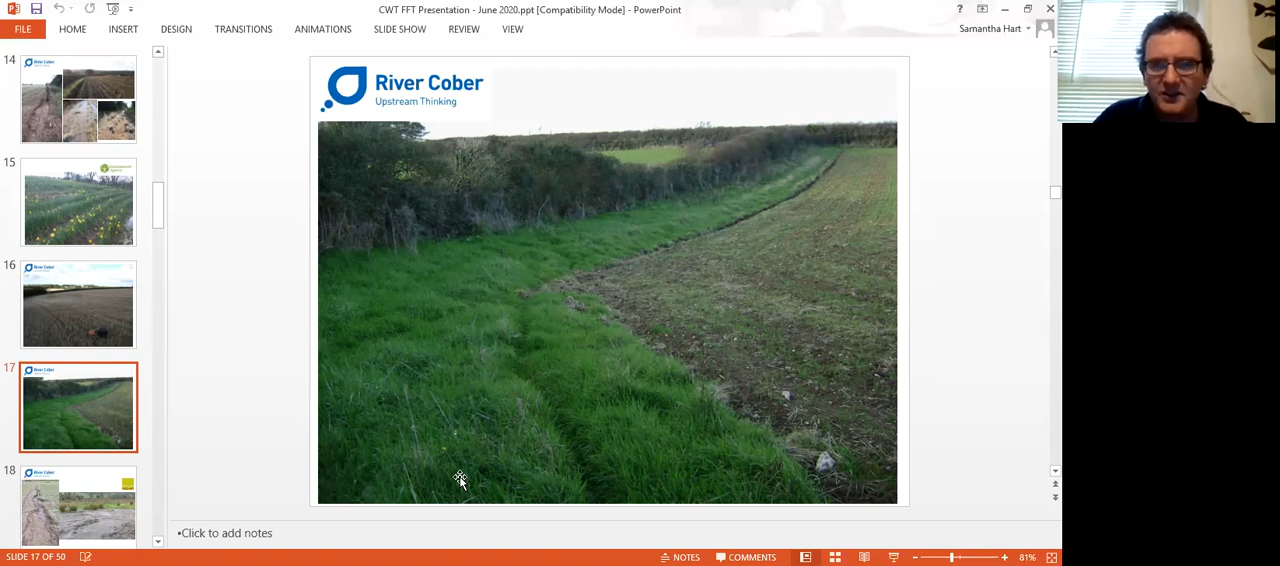 CWT FFT Presentation - June 2020.ppt [Compatibility Mode] - PowerPoint
FILE
HOME
INSERT
DESIGN
TRANSITIONS
ANIMATIONS
SLIDE SHOW
REVIEW
VIEW
Samantha Hart
14
15
16
17
18
River Cober
Upstream Thinking
•Click to add notes
SLIDE 17 OF 50
NOTES
COMMENTS
81%